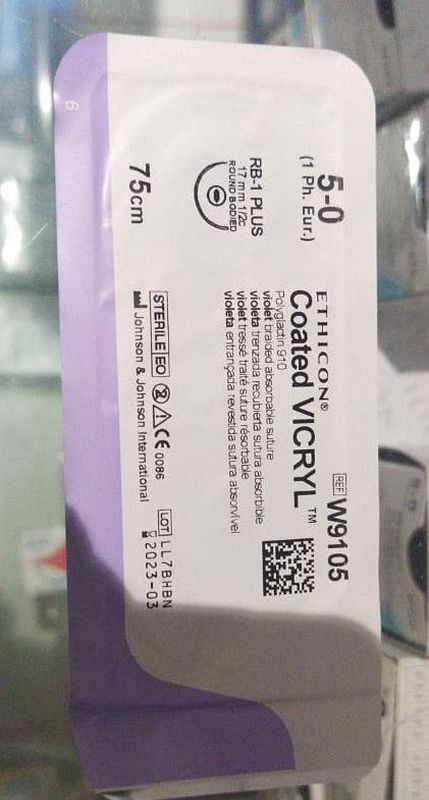 5-0
(1 Ph. Eur.)
RB-1 PLUS
17 mm 1/2c
ROUND BODIED
75cm
ETHICON®
Coated VICRYL™
Polyglactin 910
violet braided absorbable suture
violeta trenzada recubierta sutura absorbible
violet tressé traité suture résorbable
violeta entrançada revestida sutura absorvível
STERILE EO 2 CE 0086
Johnson & Johnson International
REF W9105
LOT LL7BHBN
2023-03
6